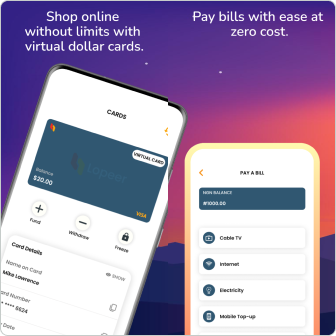 Shop online
without limits with
virtual dollar cards.
Pay bills with ease at
zero cost.
CARDS
VIRTUAL CARD
Balance
$20.00
VISA
Fund
Withdraw
Freeze
Card Details
SHOW
Name on Card
Mike Lawrence
ard Number
•••• 6624
Date
PAY A BILL
NGN BALANCE
₦1000.00
Cable TV
Internet
Electricity
Mobile Top-up